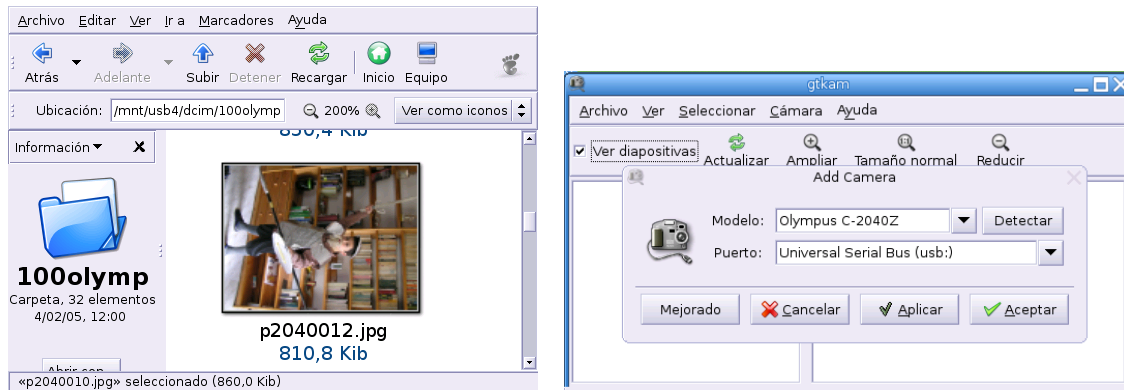 Archivo Editar Ver Ir a Marcadores Ayuda
Atrás Adelante Subir Detener Recargar Inicio Equipo
Ubicación: /mnt/usb4/dcim/100olymp 200% Ver como iconos
Información
830,4 Kib
100olymp
Carpeta, 32 elementos
4/02/05, 12:00
Abrir con
p2040012.jpg
810,8 Kib
«p2040010.jpg» seleccionado (860,0 Kib)
gtkam
Archivo Ver Seleccionar Cámara Ayuda
Ver diapositivas Actualizar Ampliar Tamaño normal Reducir
Add Camera
Modelo: Olympus C-2040Z Detectar
Puerto: Universal Serial Bus (usb:)
Mejorado Cancelar Aplicar Aceptar